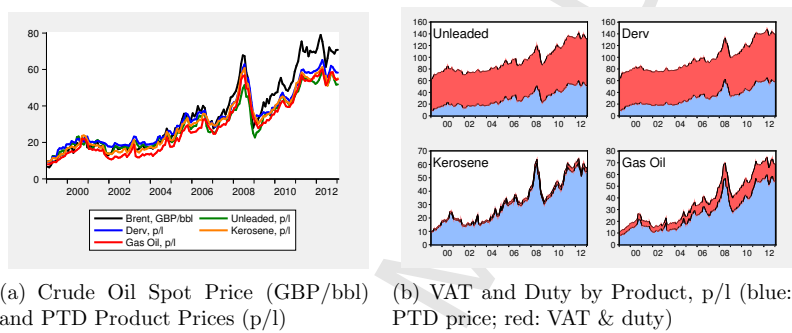 80
60
40
20
0
2000 2002 2004 2006 2008 2010 2012
Brent, GBP/bbl Unleaded, p/l
Derv, p/l Kerosene, p/l
Gas Oil, p/l
(a) Crude Oil Spot Price (GBP/bbl)
and PTD Product Prices (p/l)
Unleaded
160
140
120
100
80
60
40
20
0
00 02 04 06 08 10 12
Derv
160
140
120
100
80
60
40
20
0
00 02 04 06 08 10 12
Kerosene
70
60
50
40
30
20
10
0
00 02 04 06 08 10 12
Gas Oil
80
70
60
50
40
30
20
10
0
00 02 04 06 08 10 12
(b) VAT and Duty by Product, p/l (blue:
PTD price; red: VAT & duty)